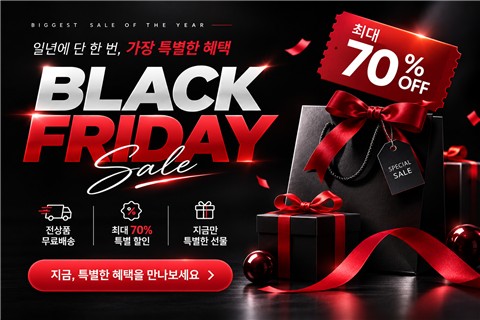 BIGGEST SALE OF THE YEAR
일년에 단 한 번, 가장 특별한 혜택
BLACK
FRIDAY
Sale
전상품
무료배송
최대 70%
특별 할인
지금만
특별한 선물
지금, 특별한 혜택을 만나보세요
최대
70%
OFF
SPECIAL
SALE